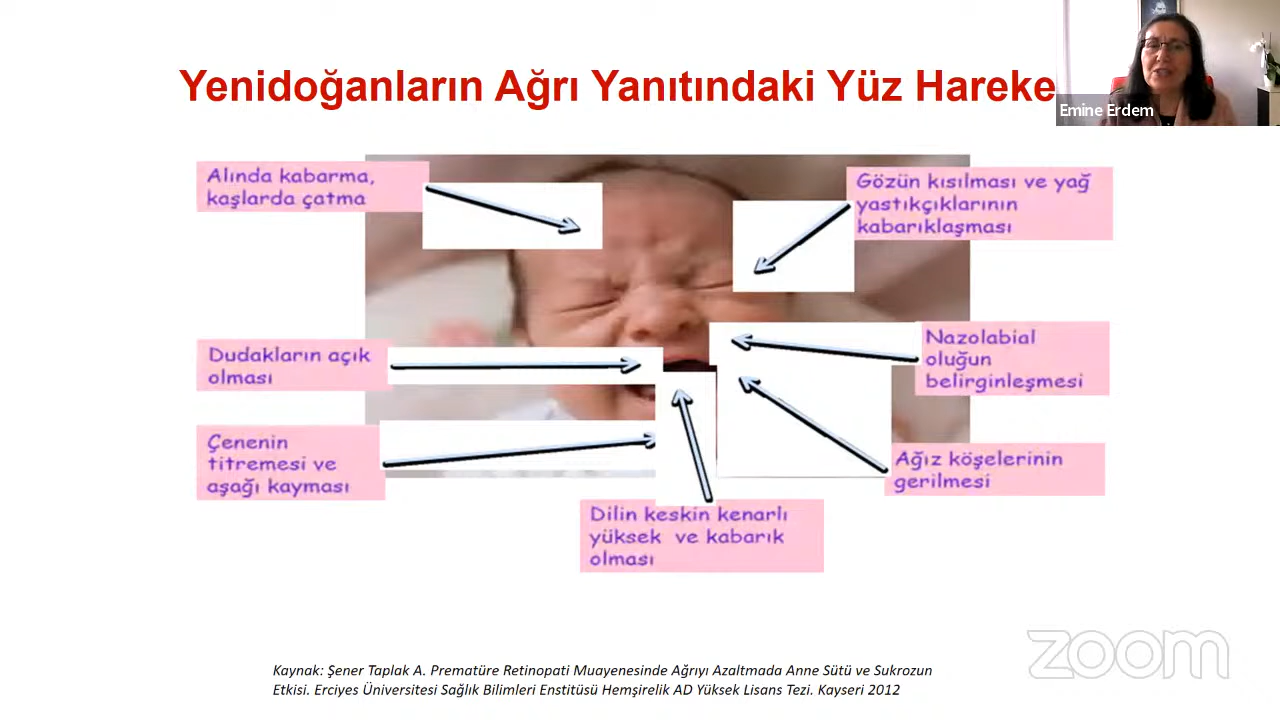 Yenidoğanların Ağrı Yanıtındaki Yüz Hareke
Emine Erdem
Alında kabarma,
kaşlarda çatma
Gözün kısılması ve yağ
yastıkçıklarının
kabarıklaşması
Dudakların açık
olması
Nazolabial
oluğun
belirginleşmesi
Çenenin
titremesi ve
aşağı kayması
Ağız köşelerinin
gerilmesi
Dilin keskin kenarlı
yüksek ve kabarık
olması
zoom
Kaynak: Şener Taplak A. Prematüre Retinopati Muayenesinde Ağrıyı Azaltmada Anne Sütü ve Sukrozun
Etkisi. Erciyes Üniversitesi Sağlık Bilimleri Enstitüsü Hemşirelik AD Yüksek Lisans Tezi. Kayseri 2012